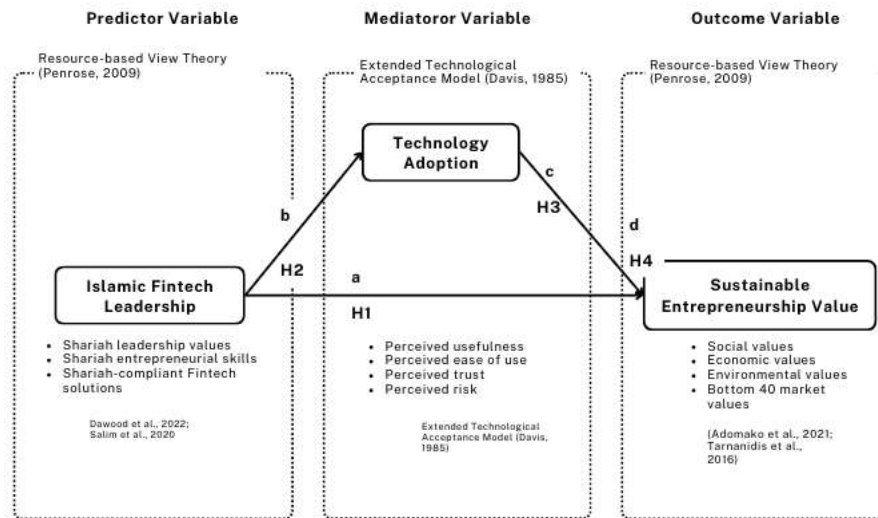 Predictor Variable
Mediatoror Variable
Outcome Variable
Resource-based View Theory
(Penrose, 2009)
Extended Technological
Acceptance Model (Davis, 1985)
Resource-based View Theory
(Penrose, 2009)
Technology
Adoption
b
c
H3
d
H4
H2
a
H1
Islamic Fintech
Leadership
Sustainable
Entrepreneurship Value
• Shariah leadership values
• Shariah entrepreneurial skills
• Shariah-compliant Fintech
solutions
Dawood et al., 2022;
Salim et al., 2020
• Perceived usefulness
• Perceived ease of use
• Perceived trust
• Perceived risk
Extended Technological
Acceptance Model (Davis,
1985)
• Social values
• Economic values
• Environmental values
• Bottom 40 market
values
(Adomako et al., 2021;
Tarnanidis et al.,
2016)